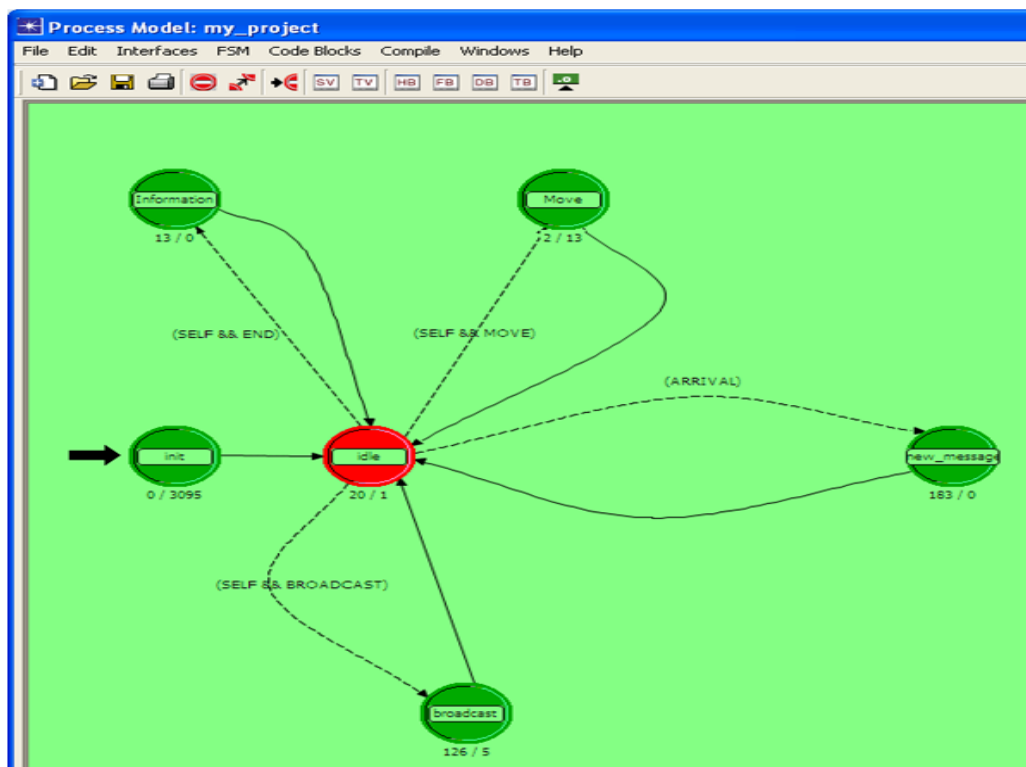 Process Model: my_project
File Edit Interfaces FSM Code Blocks Compile Windows Help
SV TV HB FB DB TB
Information
13 / 0
Move
2 / 13
(SELF && END)
(SELF && MOVE)
(ARRIVAL)
init
0 / 3095
idle
20 / 1
new_message
183 / 0
(SELF && BROADCAST)
broadcast
126 / 5